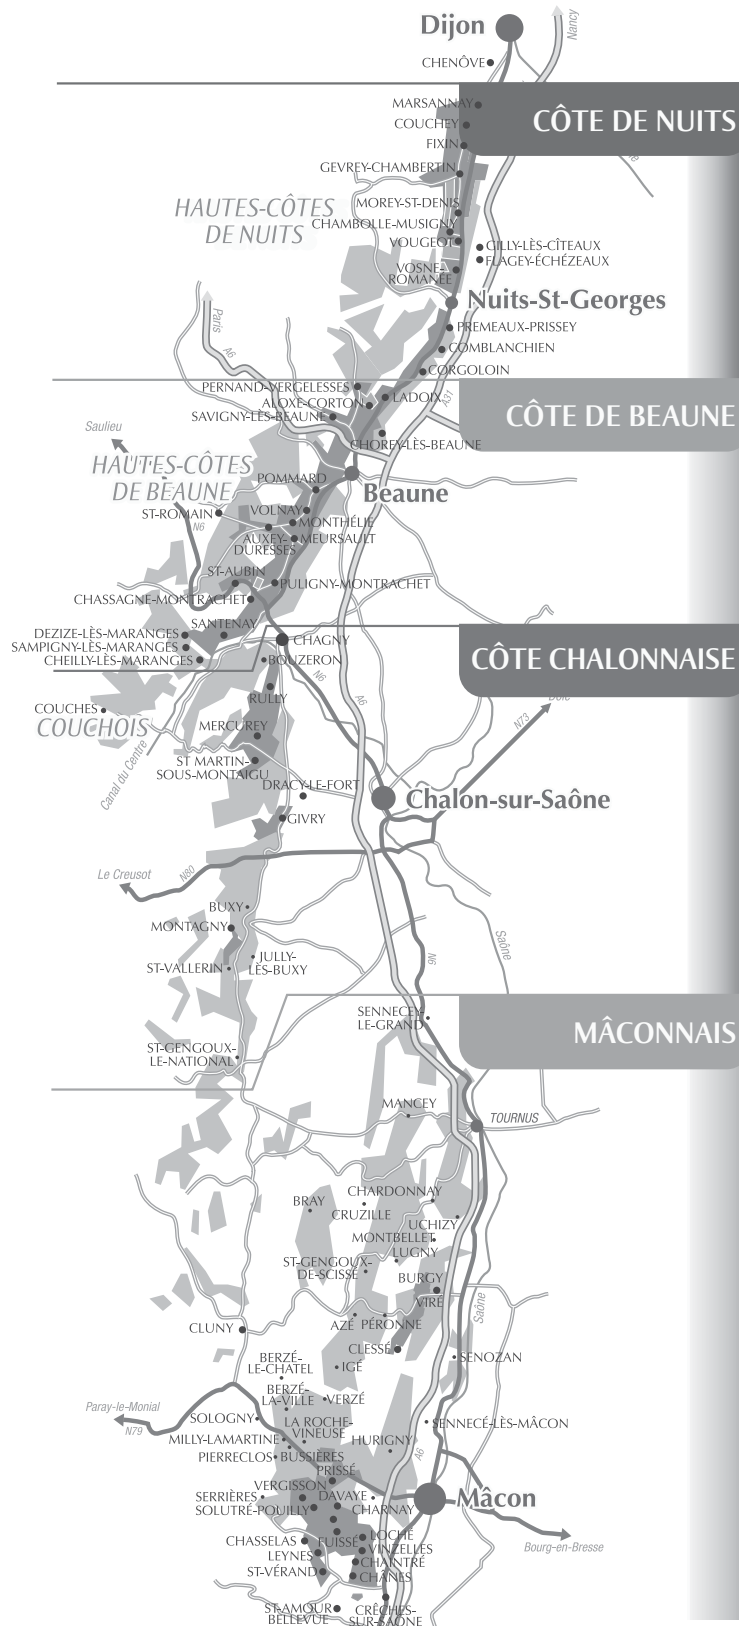 Dijon
Nancy
CHENÔVE
MARSANNAY
CÔTE DE NUITS
COUCHEY
FIXIN
GEVREY-CHAMBERTIN
HAUTES-CÔTES
DE NUITS
MOREY-ST-DENIS
CHAMBOLLE-MUSIGNY
VOUGEOT
GILLY-LÈS-CÎTEAUX
FLAGEY-ÉCHÉZEAUX
VOSNE-
ROMANÉE
Nuits-St-Georges
Paris
A6
PREMEAUX-PRISSEY
COMBLANCHIEN
CORGOLOIN
PERNAND-VERGELESSES
LADOIX
A31
ALOXE-CORTON
SAVIGNY-LÈS-BEAUNE
CÔTE DE BEAUNE
CHOREY-LÈS-BEAUNE
Saulieu
HAUTES-CÔTES
DE BEAUNE
POMMARD
Beaune
ST-ROMAIN
N6
VOLNAY
MONTHÉLIE
AUXEY-
DURESSES
MEURSAULT
ST-AUBIN
PULIGNY-MONTRACHET
CHASSAGNE-MONTRACHET
SANTENAY
DEZIZE-LÈS-MARANGES
SAMPIGNY-LÈS-MARANGES
CHEILLY-LÈS-MARANGES
CHAGNY
CÔTE CHALONNAISE
BOUZERON
N6
A6
RULLY
COUCHES
COUCHOIS
Dole
N73
MERCUREY
Canal du Centre
ST MARTIN-
SOUS-MONTAIGU
DRACY-LE-FORT
Chalon-sur-Saône
GIVRY
Le Creusot
N80
BUXY
MONTAGNY
Saône
N6
JULLY-
LÈS-BUXY
ST-VALLERIN
SENNECEY-
LE-GRAND
MÂCONNAIS
ST-GENGOUX-
LE-NATIONAL
MANCEY
TOURNUS
CHARDONNAY
BRAY
CRUZILLE
UCHIZY
MONTBELLET
LUGNY
ST-GENGOUX-
DE-SCISSÉ
BURGY
VIRÉ
Saône
AZÉ
PÉRONNE
CLUNY
CLESSÉ
SENOZAN
BERZÉ-
LE-CHATEL
IGÉ
BERZÉ-
LA-VILLE
VERZÉ
Paray-le-Monial
N79
SOLOGNY
LA ROCHE-
VINEUSE
SENNECÉ-LÈS-MÂCON
MILLY-LAMARTINE
HURIGNY
A6
PIERRECLOS
BUSSIÈRES
PRISSÉ
VERGISSON
SERRIÈRES
DAVAYÉ
Mâcon
SOLUTRÉ-POUILLY
CHARNAY
CHASSELAS
FUISSÉ
LOCHÉ
Bourg-en-Bresse
LEYNES
VINZELLES
CHAINTRÉ
ST-VÉRAND
CHÂNES
ST-AMOUR
BELLEVUE
CRÊCHES-
SUR-SAÔNE